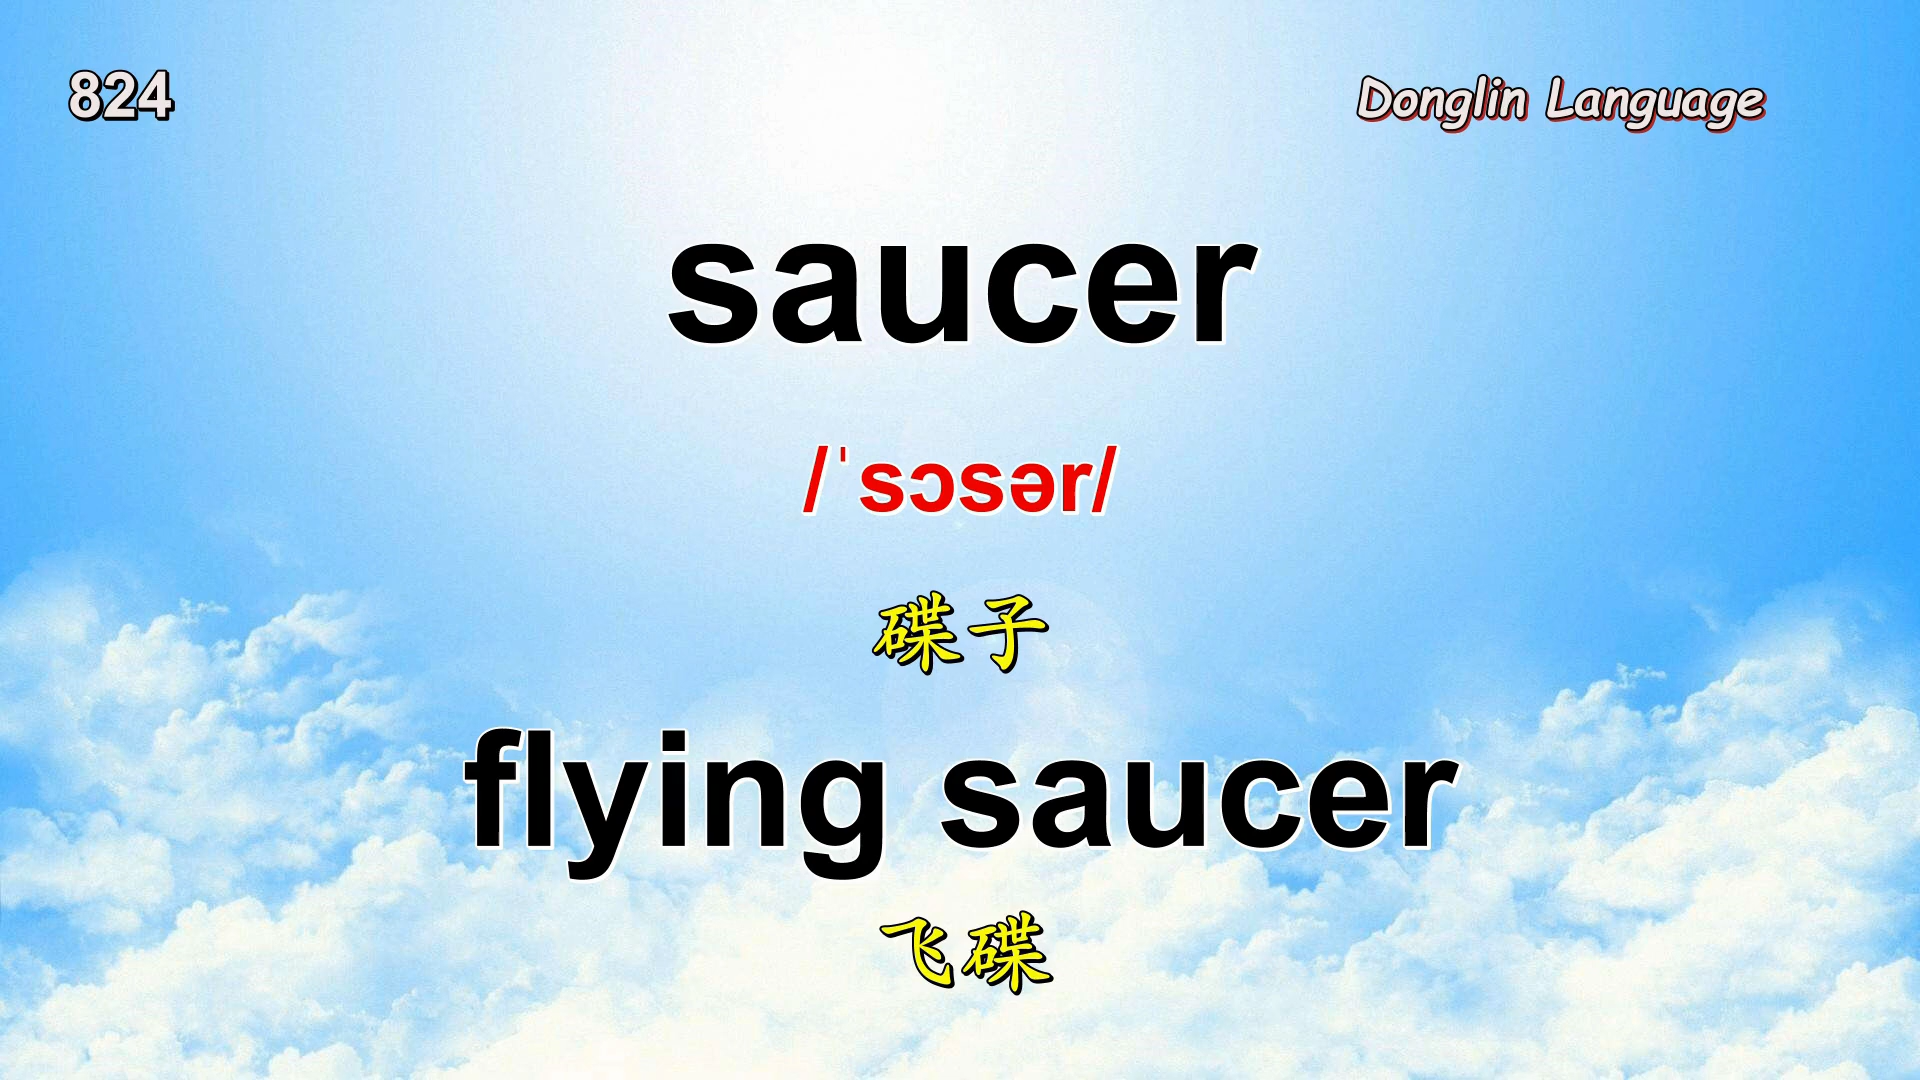 824
Donglin Language
saucer
/ˈsɔsər/
碟子
flying saucer
飞碟